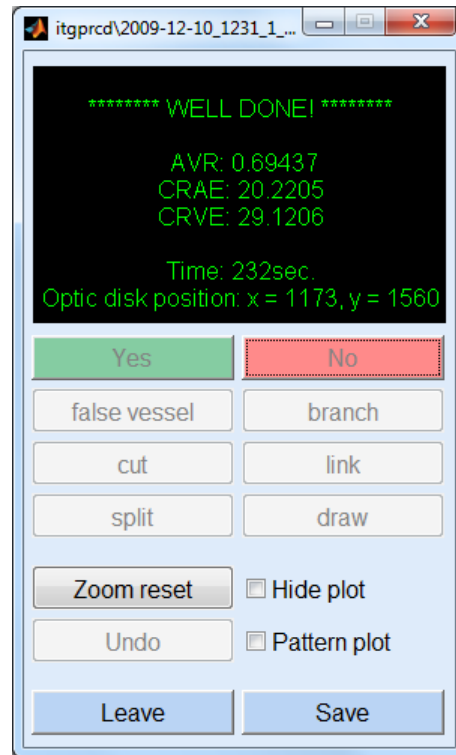 itgprcd\2009-12-10_1231_1_...
******** WELL DONE! ********
AVR: 0.69437
CRAE: 20.2205
CRVE: 29.1206
Time: 232sec.
Optic disk position: x = 1173, y = 1560
Yes No
false vessel branch
cut link
split draw
Zoom reset Hide plot
Undo Pattern plot
Leave Save